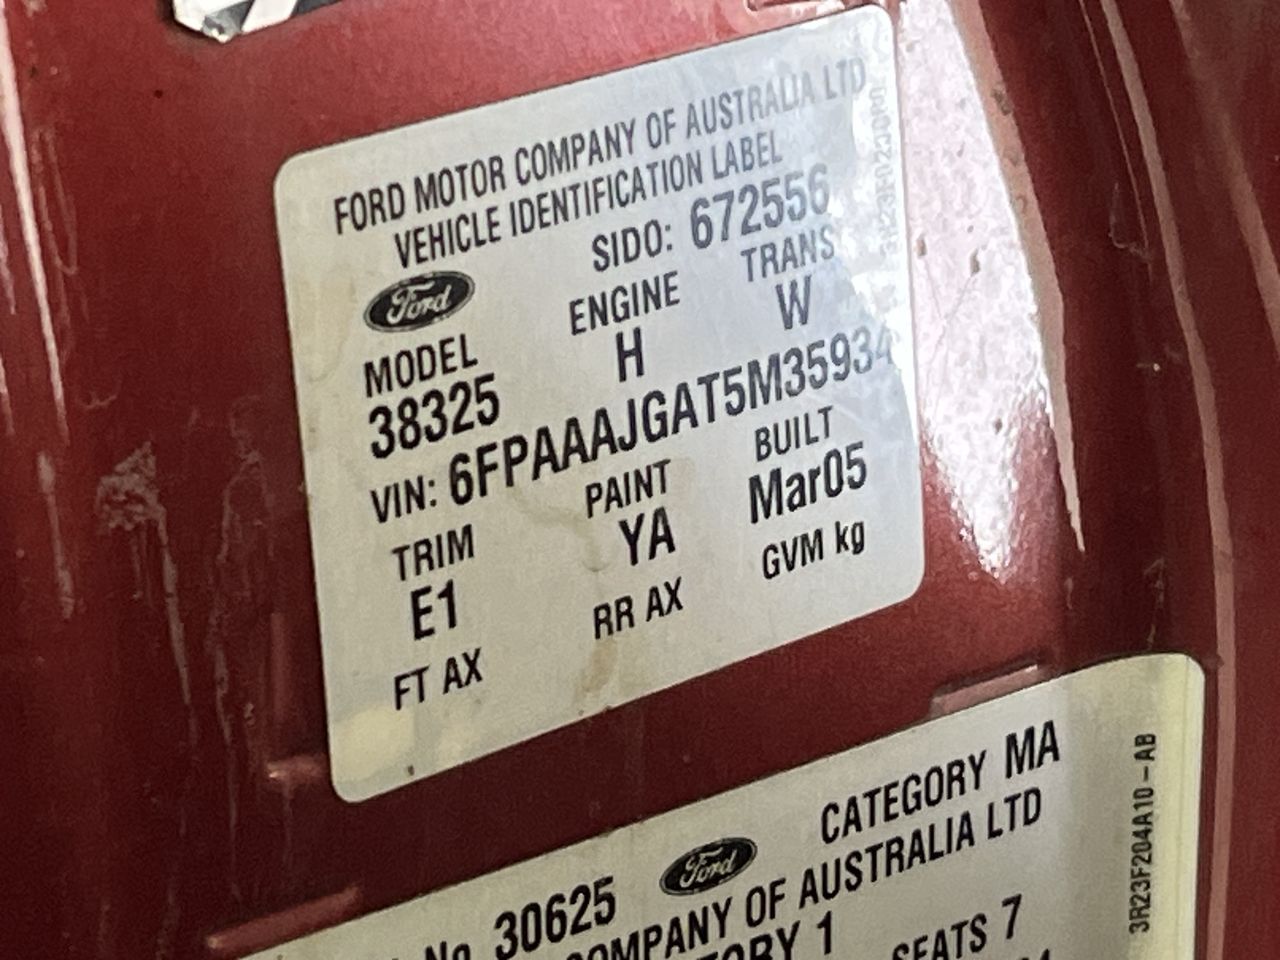 FORD MOTOR COMPANY OF AUSTRALIA LTD
VEHICLE IDENTIFICATION LABEL
SIDO: 672556
Ford
MODEL ENGINE TRANS
38325 H W
VIN: 6FPAAAJGAT5M35934
TRIM PAINT BUILT
E1 YA Mar05
FT AX RR AX GVM kg
CATEGORY MA
No 30625 Ford
COMPANY OF AUSTRALIA LTD
1
SEATS 7
3R23F204A10-AB